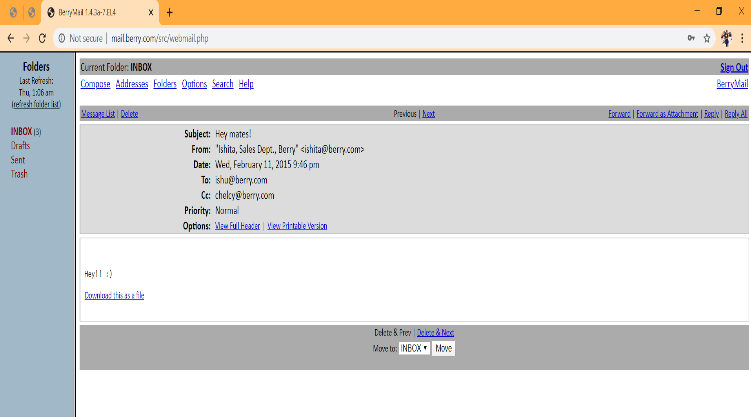 BerryMail 1.4.3a-7.EL4
Not secure | mail.berry.com/src/webmail.php
Folders
Last Refresh:
Thu, 1:06 am
(refresh folder list)
INBOX (3)
Drafts
Sent
Trash
Current Folder: INBOX Sign Out
Compose Addresses Folders Options Search Help BerryMail
Message List | Delete Previous | Next Forward | Forward as Attachment | Reply | Reply All
Subject: Hey mates!
From: "Ishita, Sales Dept., Berry" <ishita@berry.com>
Date: Wed, February 11, 2015 9:46 pm
To: ishu@berry.com
Cc: chelcy@berry.com
Priority: Normal
Options: View Full Header | View Printable Version
Hey!! :)
Download this as a file
Delete & Prev | Delete & Next
Move to: INBOX Move